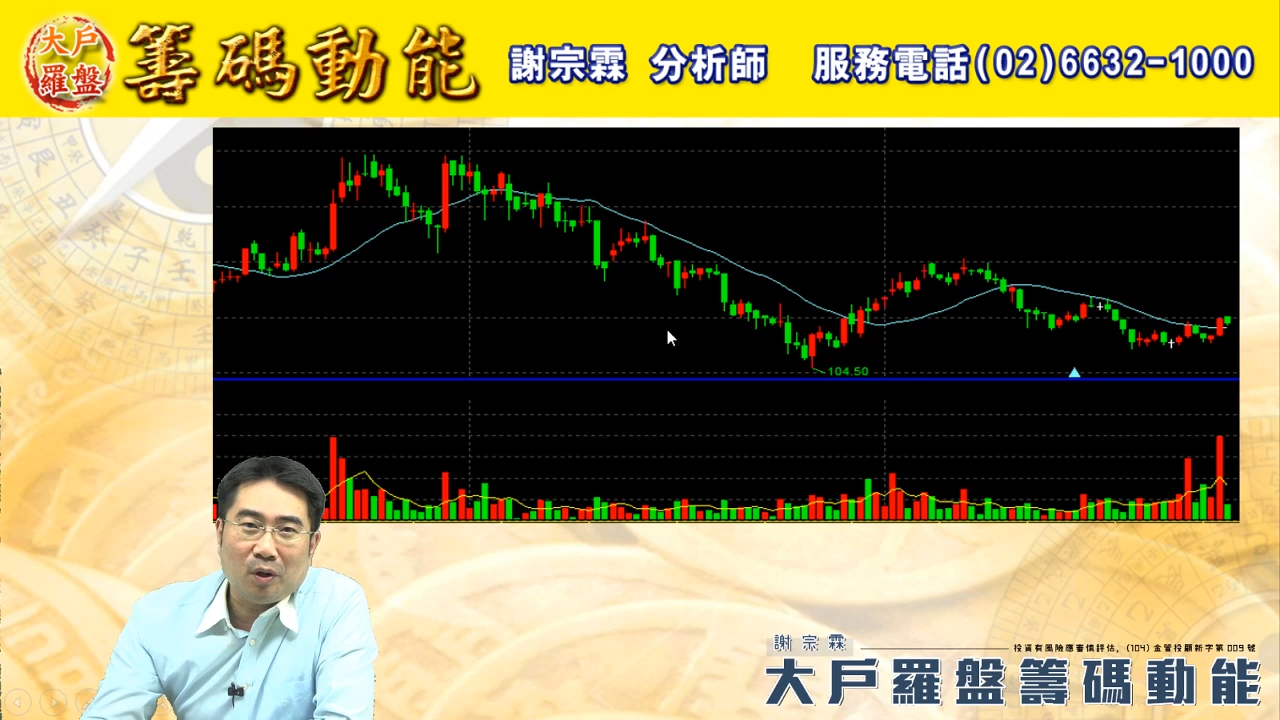 大戶
羅盤
籌碼動能
謝宗霖 分析師 服務電話(02)6632-1000
104.50
謝宗霖
投資有風險應審慎評估。(104)金管投顧新字第009號
大戶羅盤籌碼動能